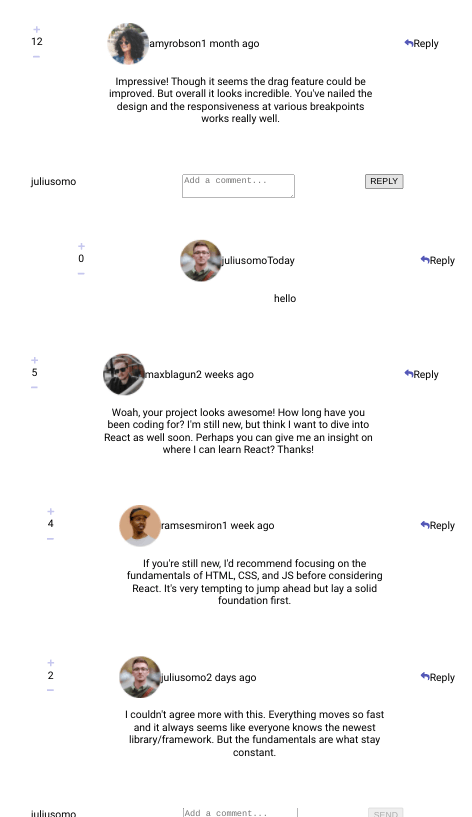 +
12
–
amyrobson1 month ago
Reply
Impressive! Though it seems the drag feature could be
improved. But overall it looks incredible. You've nailed the
design and the responsiveness at various breakpoints
works really well.
juliusomo
Add a comment...
REPLY
+
0
–
juliusomoToday
Reply
hello
+
5
–
maxblagun2 weeks ago
Reply
Woah, your project looks awesome! How long have you
been coding for? I'm still new, but think I want to dive into
React as well soon. Perhaps you can give me an insight on
where I can learn React? Thanks!
+
4
–
ramsesmiron1 week ago
Reply
If you're still new, I'd recommend focusing on the
fundamentals of HTML, CSS, and JS before considering
React. It's very tempting to jump ahead but lay a solid
foundation first.
+
2
–
juliusomo2 days ago
Reply
I couldn't agree more with this. Everything moves so fast
and it always seems like everyone knows the newest
library/framework. But the fundamentals are what stay
constant.
juliusomo
Add a comment...
SEND